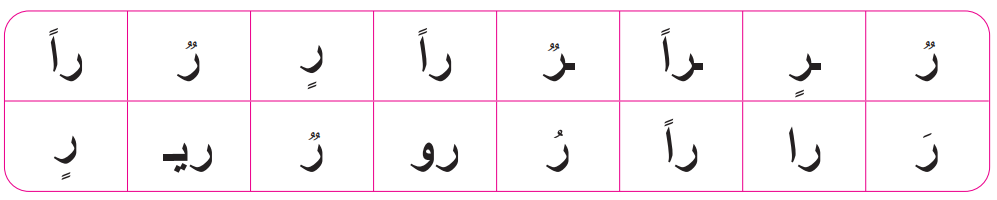 رٌ ـرٍ ـراً ـرٌ راً رٍ رٌ راً
رَ را راً رُ رو رٌ ريـ رٍ